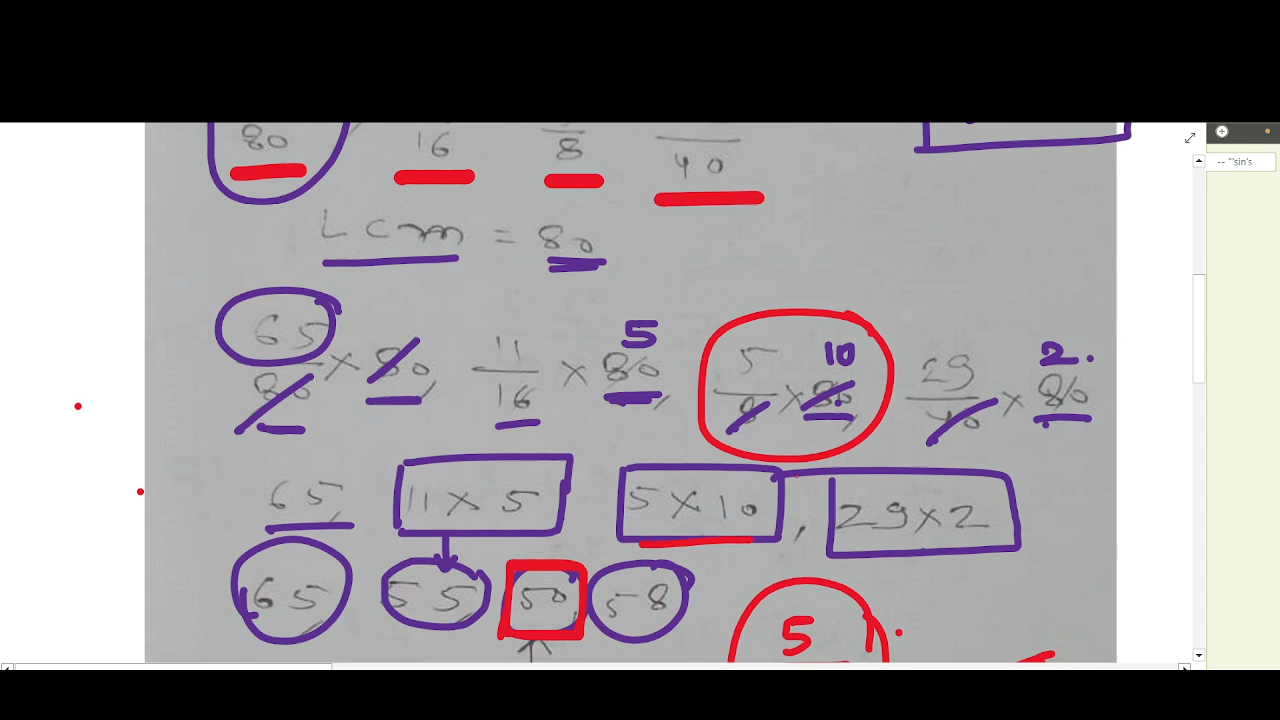 80 16 8 40
LCM = 80
5 10 2.
65/80 × 80, 11/16 × 80, 5/8 × 80, 29/40 × 80
65, 11 × 5 5 × 10, 29 × 2
65, 55, 50, 58
5
-- "'sin's